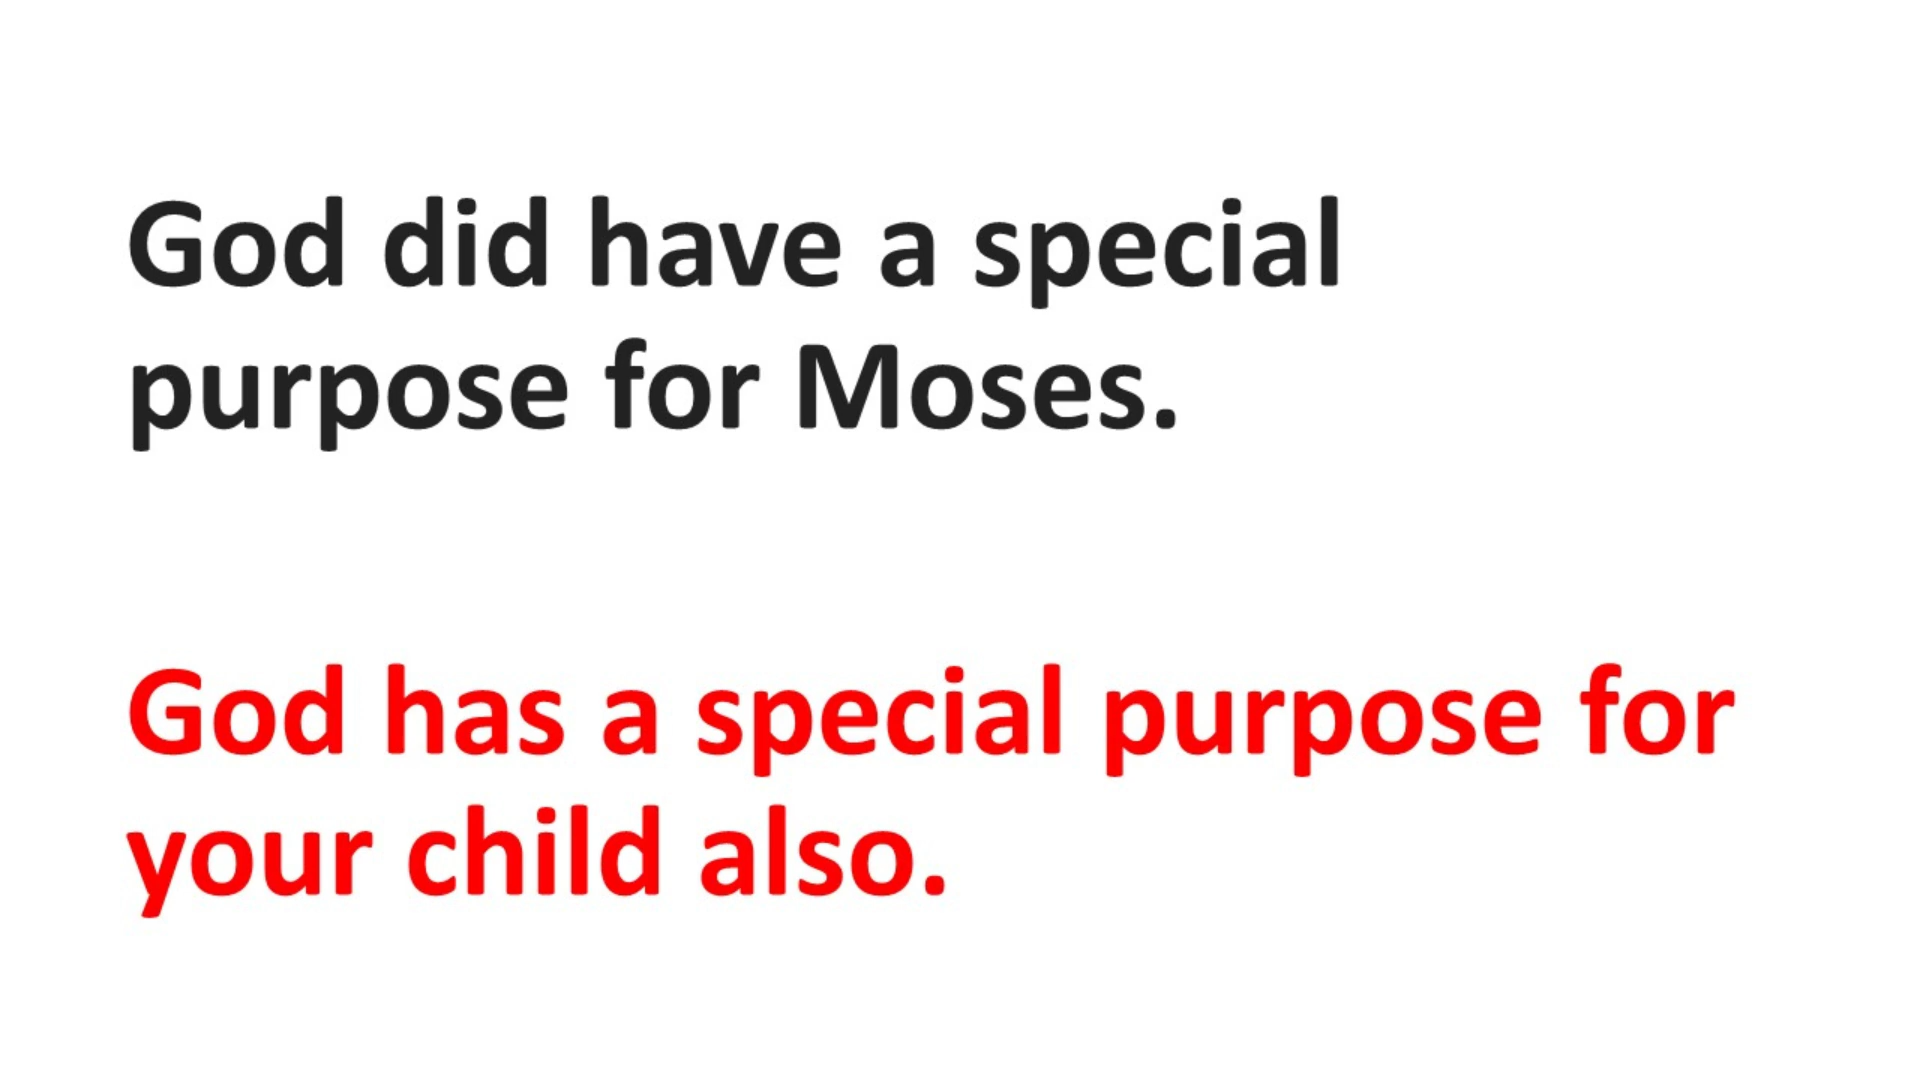 God did have a special
purpose for Moses.
God has a special purpose for
your child also.